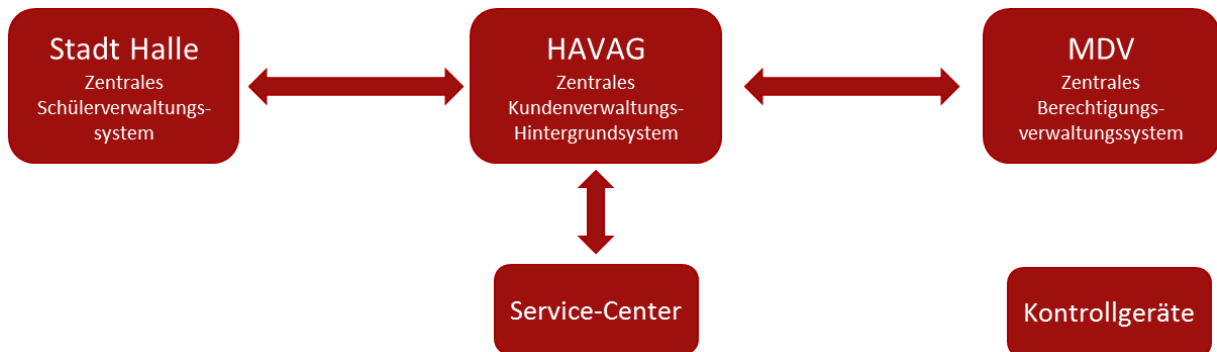 Stadt Halle
Zentrales
Schülerverwaltungs-
system
HAVAG
Zentrales
Kundenverwaltungs-
Hintergrundsystem
MDV
Zentrales
Berechtigungs-
verwaltungssystem
Service-Center
Kontrollgeräte